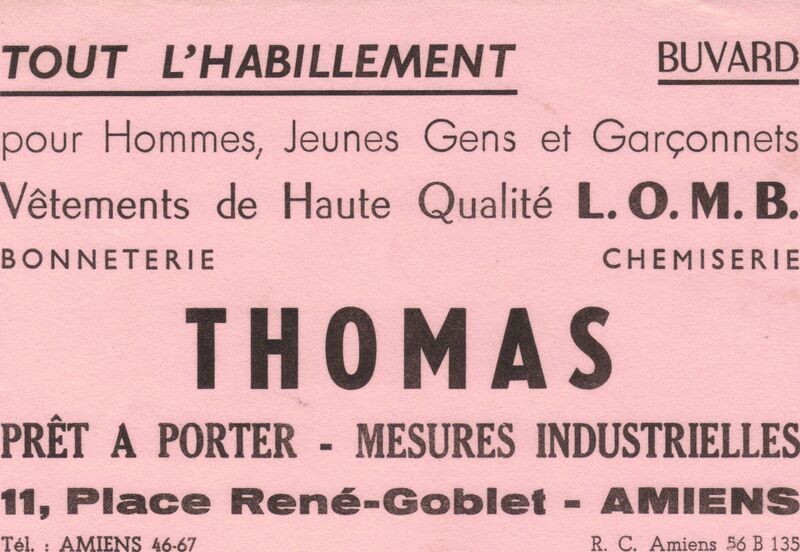 TOUT L'HABILLEMENT BUVARD
pour Hommes, Jeunes Gens et Garçonnets
Vêtements de Haute Qualité L. O. M. B.
BONNETERIE CHEMISERIE
THOMAS
PRÊT A PORTER - MESURES INDUSTRIELLES
11, Place René-Goblet - AMIENS
Tél. : AMIENS 46-67 R. C. Amiens 56 B 135